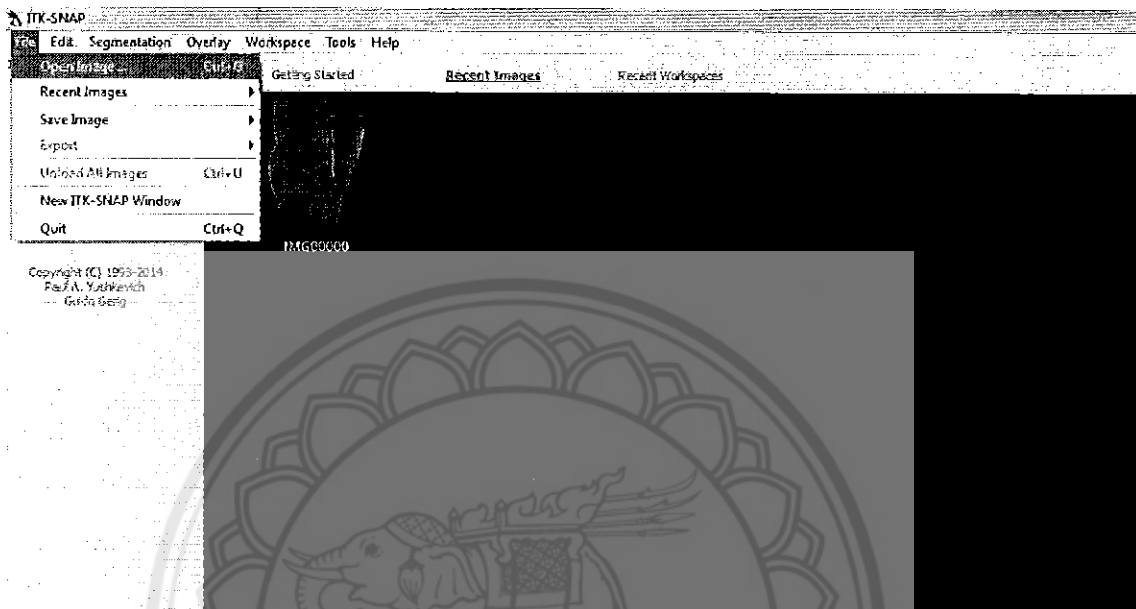 ITK-SNAP
File Edit Segmentation Overlay Workspace Tools Help
Open Image ... Ctrl+G
Getting Started Recent Images Recent Workspaces
Recent Images
Save Image
Export
Unload All Images Ctrl+U
New ITK-SNAP Window
Quit Ctrl+Q
IMG00000
Copyright (C) 1998-2014
Paul A. Yushkevich
Guido Gerig